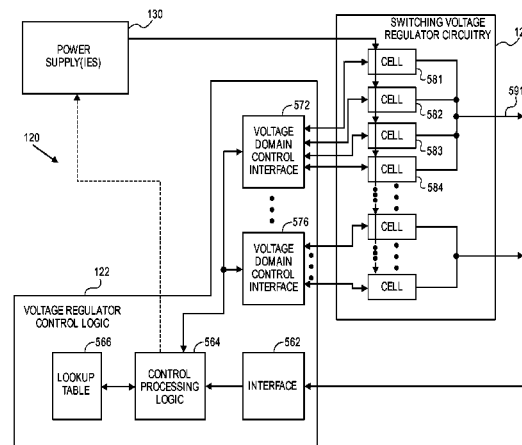 130
POWER
SUPPLY(IES)
SWITCHING VOLTAGE
REGULATOR CIRCUITRY
CELL
581
591
572
CELL
582
120
VOLTAGE
DOMAIN
CONTROL
INTERFACE
CELL
583
CELL
584
576
VOLTAGE
DOMAIN
CONTROL
INTERFACE
CELL
122
CELL
VOLTAGE REGULATOR
CONTROL LOGIC
566
564
562
LOOKUP
TABLE
CONTROL
PROCESSING
LOGIC
INTERFACE